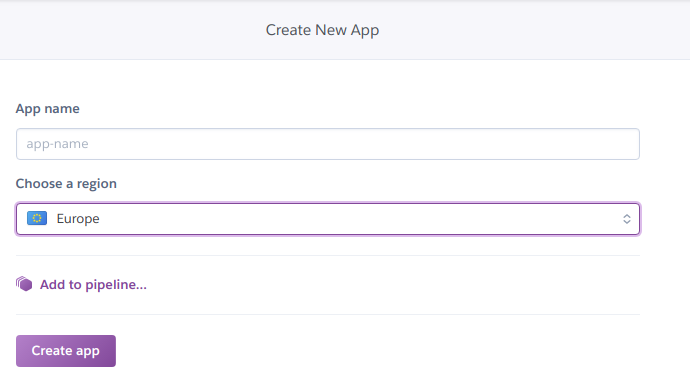 Create New App
App name
app-name
Choose a region
Europe
Add to pipeline...
Create app